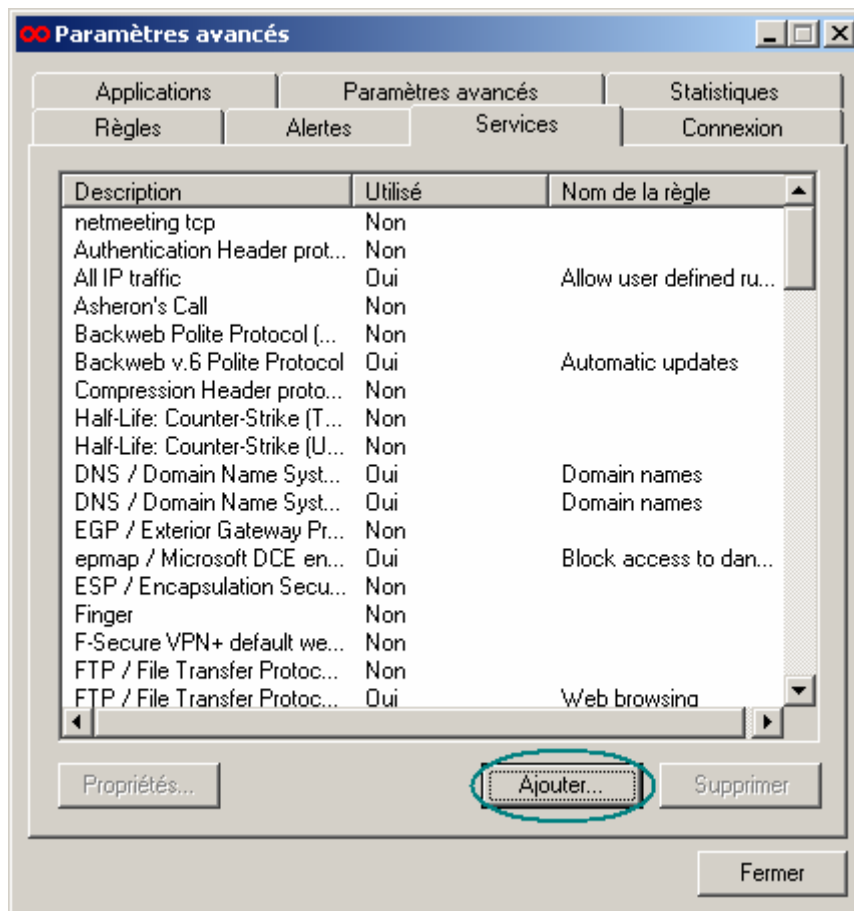 Paramètres avancés
Applications Paramètres avancés Statistiques
Règles Alertes Services Connexion
Description Utilisé Nom de la règle
netmeeting tcp Non
Authentication Header prot... Non
All IP traffic Oui Allow user defined ru...
Asheron's Call Non
Backweb Polite Protocol (... Non
Backweb v.6 Polite Protocol Oui Automatic updates
Compression Header proto... Non
Half-Life: Counter-Strike (T... Non
Half-Life: Counter-Strike (U... Non
DNS / Domain Name Syst... Oui Domain names
DNS / Domain Name Syst... Oui Domain names
EGP / Exterior Gateway Pr... Non
epmap / Microsoft DCE en... Oui Block access to dan...
ESP / Encapsulation Secu... Non
Finger Non
F-Secure VPN+ default we... Non
FTP / File Transfer Protoc... Non
FTP / File Transfer Protoc... Oui Web browsing
Propriétés... Ajouter... Supprimer
Fermer